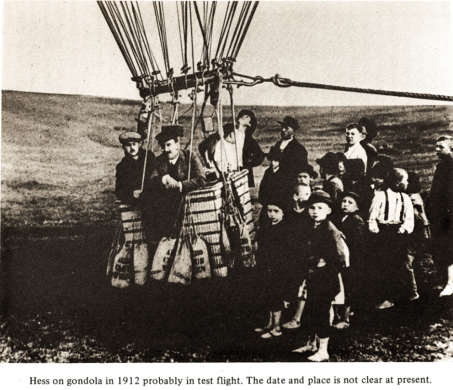 Hess on gondola in 1912 probably in test flight. The date and place is not clear at present.